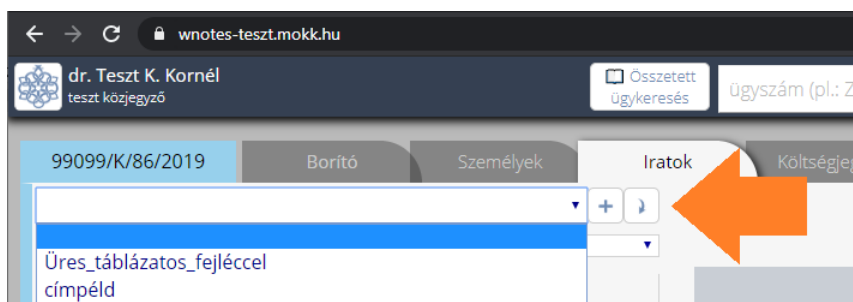 wnotes-teszt.mokk.hu
dr. Teszt K. Kornél
teszt közjegyző
Összetett
ügykeresés
ügyszám (pl.: Z
99099/K/86/2019
Borító
Személyek
Iratok
Költségje
Üres_táblázatos_fejléccel
címpéld